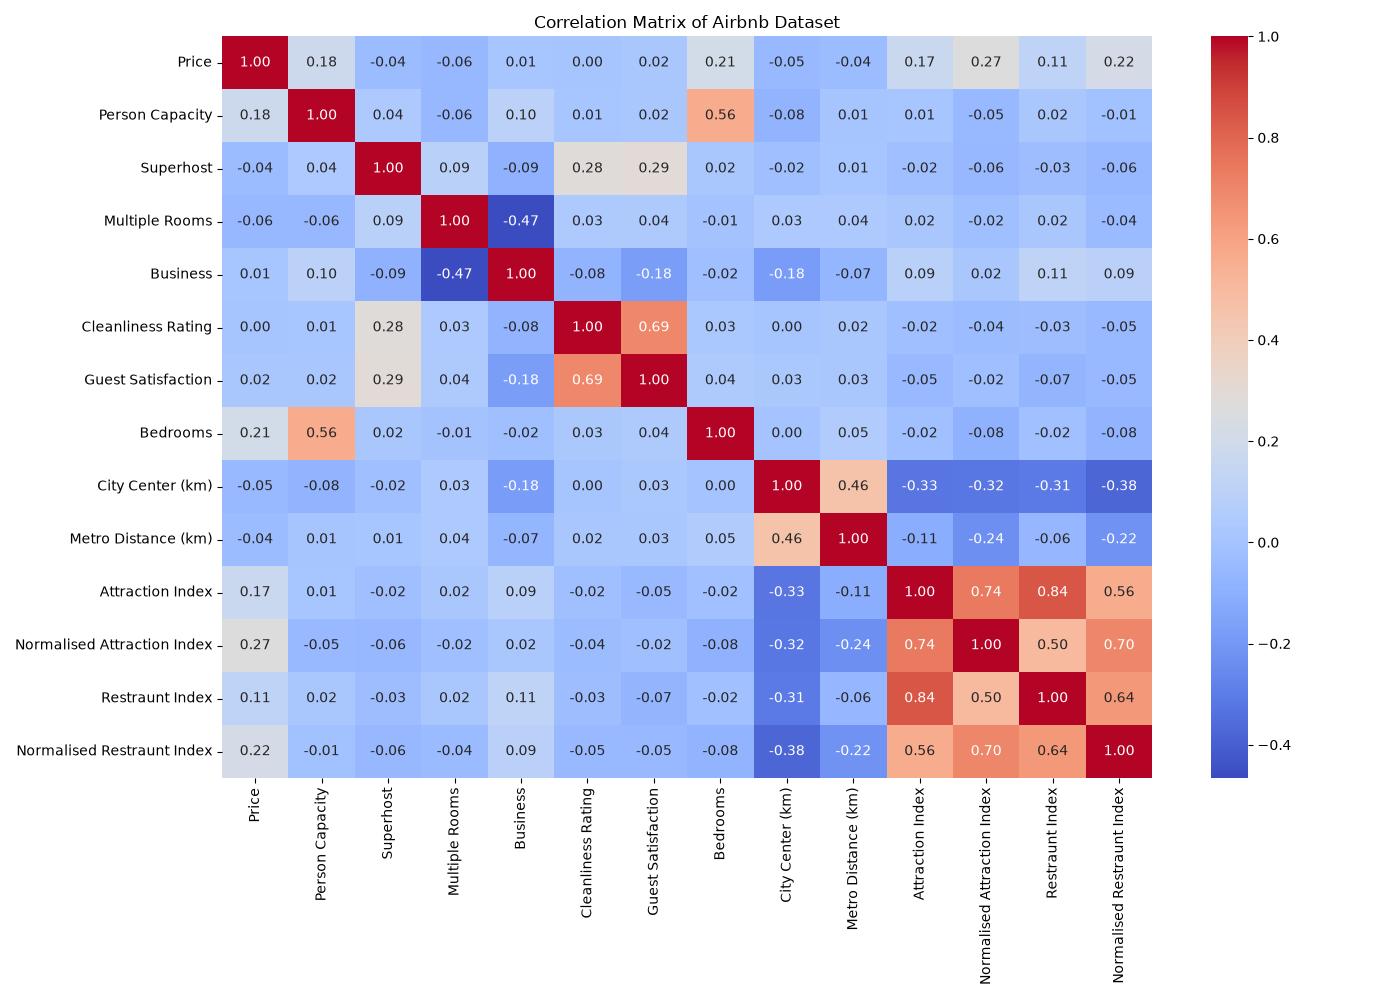 Correlation Matrix of Airbnb Dataset
Price 1.00 0.18 -0.04 -0.06 0.01 0.00 0.02 0.21 -0.05 -0.04 0.17 0.27 0.11 0.22
Person Capacity 0.18 1.00 0.04 -0.06 0.10 0.01 0.02 0.56 -0.08 0.01 0.01 -0.05 0.02 -0.01
Superhost -0.04 0.04 1.00 0.09 -0.09 0.28 0.29 0.02 -0.02 0.01 -0.02 -0.06 -0.03 -0.06
Multiple Rooms -0.06 -0.06 0.09 1.00 -0.47 0.03 0.04 -0.01 0.03 0.04 0.02 -0.02 0.02 -0.04
Business 0.01 0.10 -0.09 -0.47 1.00 -0.08 -0.18 -0.02 -0.18 -0.07 0.09 0.02 0.11 0.09
Cleanliness Rating 0.00 0.01 0.28 0.03 -0.08 1.00 0.69 0.03 0.00 0.02 -0.02 -0.04 -0.03 -0.05
Guest Satisfaction 0.02 0.02 0.29 0.04 -0.18 0.69 1.00 0.04 0.03 0.03 -0.05 -0.02 -0.07 -0.05
Bedrooms 0.21 0.56 0.02 -0.01 -0.02 0.03 0.04 1.00 0.00 0.05 -0.02 -0.08 -0.02 -0.08
City Center (km) -0.05 -0.08 -0.02 0.03 -0.18 0.00 0.03 0.00 1.00 0.46 -0.33 -0.32 -0.31 -0.38
Metro Distance (km) -0.04 0.01 0.01 0.04 -0.07 0.02 0.03 0.05 0.46 1.00 -0.11 -0.24 -0.06 -0.22
Attraction Index 0.17 0.01 -0.02 0.02 0.09 -0.02 -0.05 -0.02 -0.33 -0.11 1.00 0.74 0.84 0.56
Normalised Attraction Index 0.27 -0.05 -0.06 -0.02 0.02 -0.04 -0.02 -0.08 -0.32 -0.24 0.74 1.00 0.50 0.70
Restraunt Index 0.11 0.02 -0.03 0.02 0.11 -0.03 -0.07 -0.02 -0.31 -0.06 0.84 0.50 1.00 0.64
Normalised Restraunt Index 0.22 -0.01 -0.06 -0.04 0.09 -0.05 -0.05 -0.08 -0.38 -0.22 0.56 0.70 0.64 1.00
Price
Person Capacity
Superhost
Multiple Rooms
Business
Cleanliness Rating
Guest Satisfaction
Bedrooms
City Center (km)
Metro Distance (km)
Attraction Index
Normalised Attraction Index
Restraunt Index
Normalised Restraunt Index
1.0
0.8
0.6
0.4
0.2
0.0
−0.2
−0.4